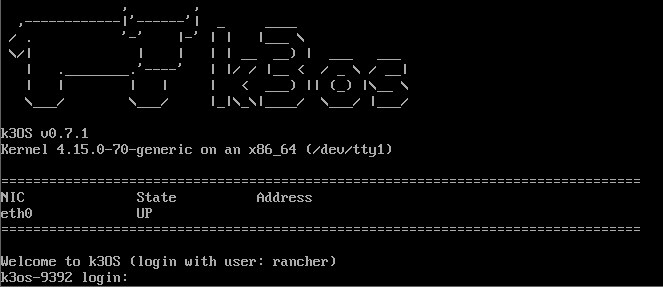 k3os
k3OS v0.7.1
Kernel 4.15.0-70-generic on an x86_64 (/dev/tty1)
================================================================================
NIC State Address
eth0 UP
================================================================================
Welcome to k3OS (login with user: rancher)
k3os-9392 login: